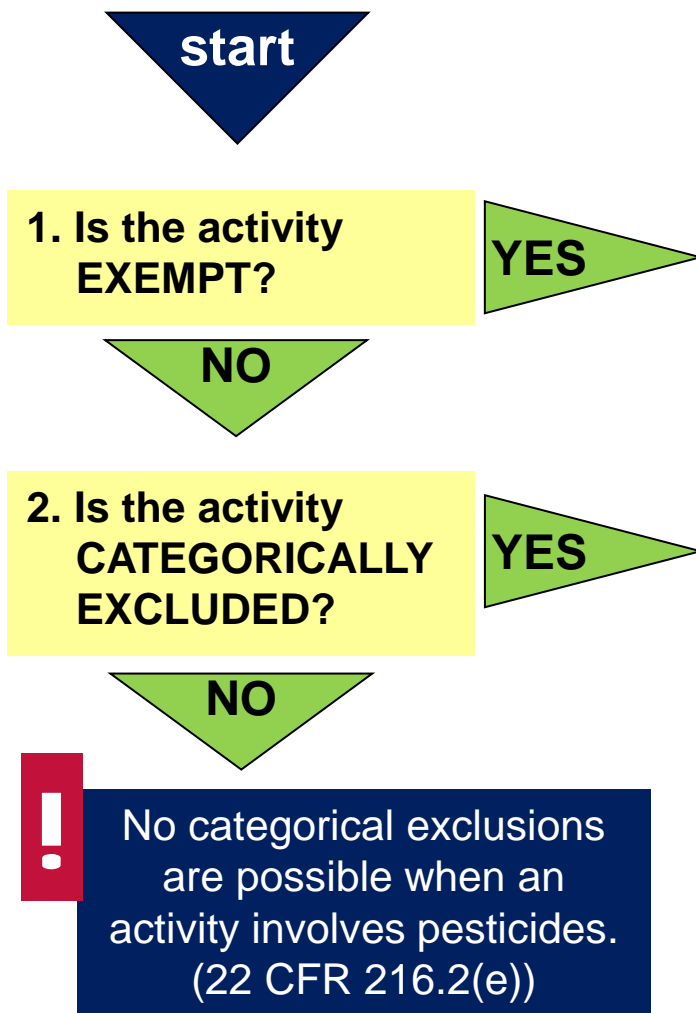 start
1. Is the activity
EXEMPT?
YES
NO
2. Is the activity
CATEGORICALLY
EXCLUDED?
YES
NO
!
No categorical exclusions
are possible when an
activity involves pesticides.
(22 CFR 216.2(e))